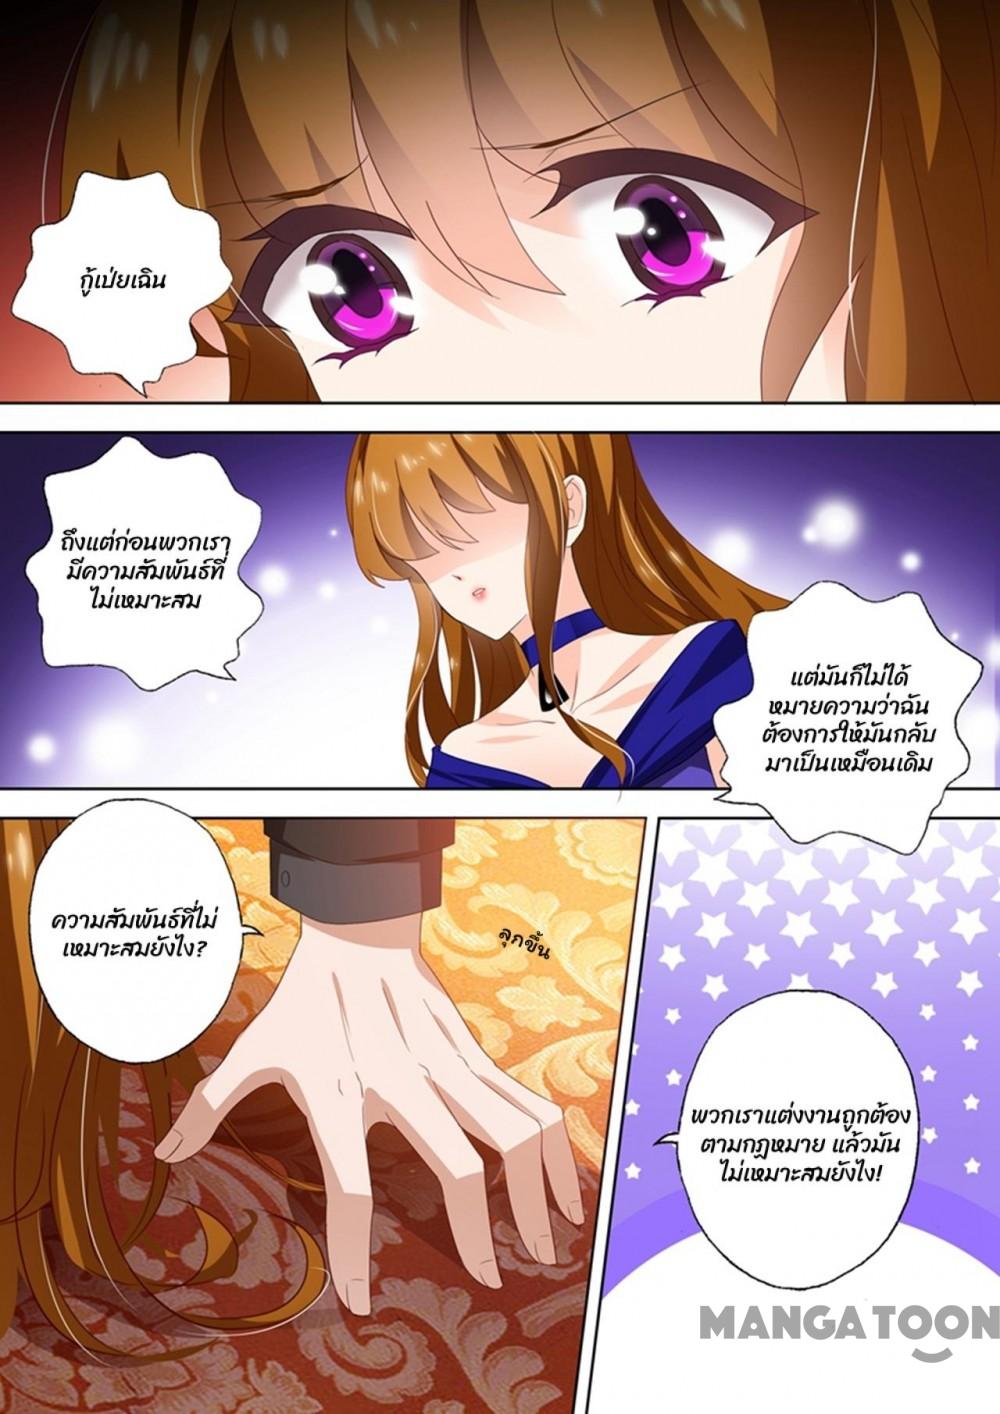 กู้เป่ยเฉิน
ถึงแต่ก่อนพวกเรา
มีความสัมพันธ์ที่
ไม่เหมาะสม
แต่มันก็ไม่ได้
หมายความว่าฉัน
ต้องการให้มันกลับ
มาเป็นเหมือนเดิม
ความสัมพันธ์ที่ไม่
เหมาะสมยังไง?
ลุกขึ้น
พวกเราแต่งงานถูกต้อง
ตามกฎหมาย แล้วมัน
ไม่เหมาะสมยังไง!
MANGATOON